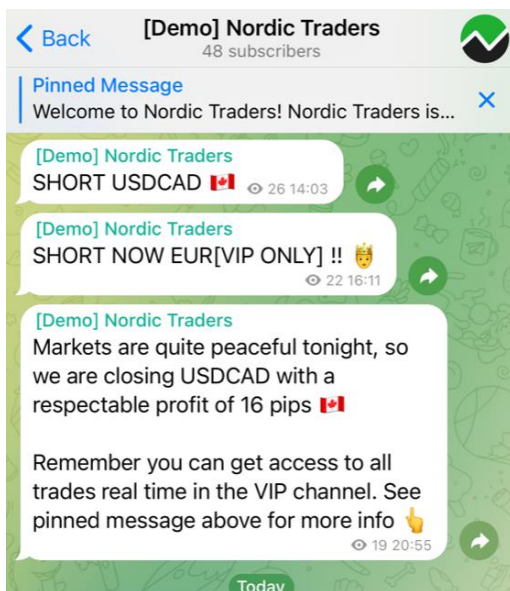 Back
[Demo] Nordic Traders
48 subscribers
Pinned Message
Welcome to Nordic Traders! Nordic Traders is...
[Demo] Nordic Traders
SHORT USDCAD 🇨🇦
26 14:03
[Demo] Nordic Traders
SHORT NOW EUR[VIP ONLY] !! 🤴
22 16:11
[Demo] Nordic Traders
Markets are quite peaceful tonight, so
we are closing USDCAD with a
respectable profit of 16 pips 🇨🇦
Remember you can get access to all
trades real time in the VIP channel. See
pinned message above for more info 👆
19 20:55
Today